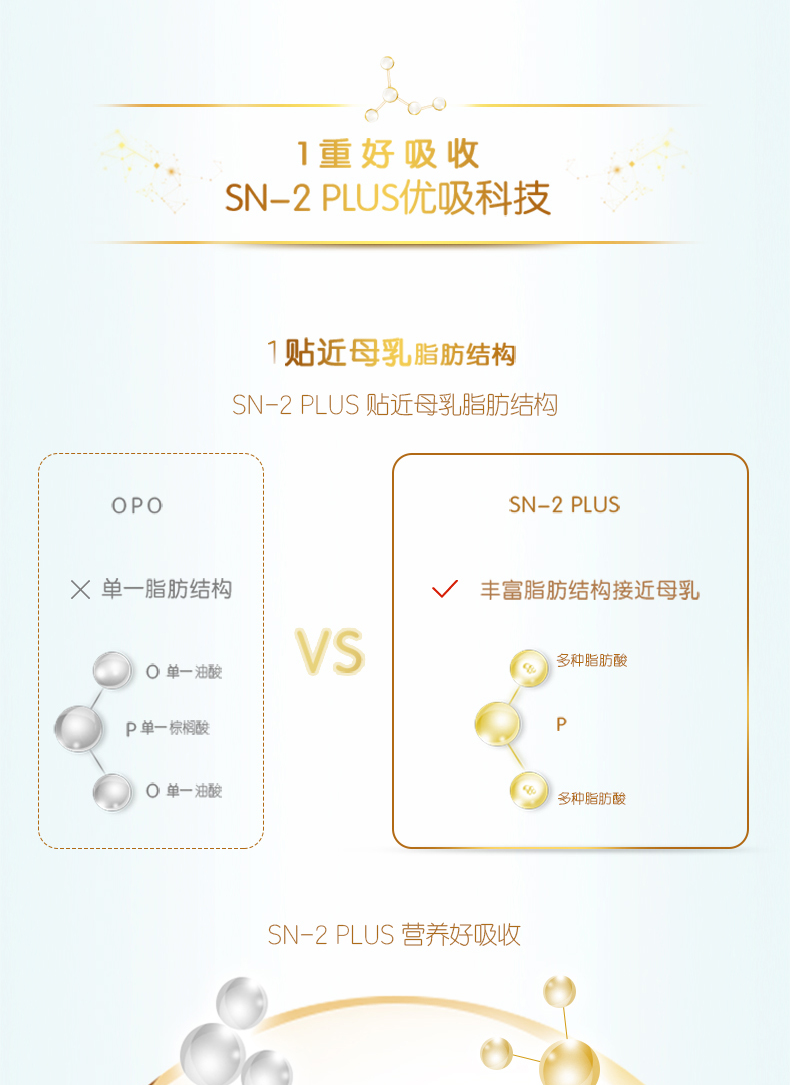 1重好吸收
SN-2 PLUS优吸科技
1贴近母乳脂肪结构
SN-2 PLUS 贴近母乳脂肪结构
OPO
单一脂肪结构
O 单一油酸
P 单一棕榈酸
O 单一油酸
VS
SN-2 PLUS
丰富脂肪结构接近母乳
多种脂肪酸
P
多种脂肪酸
SN-2 PLUS 营养好吸收